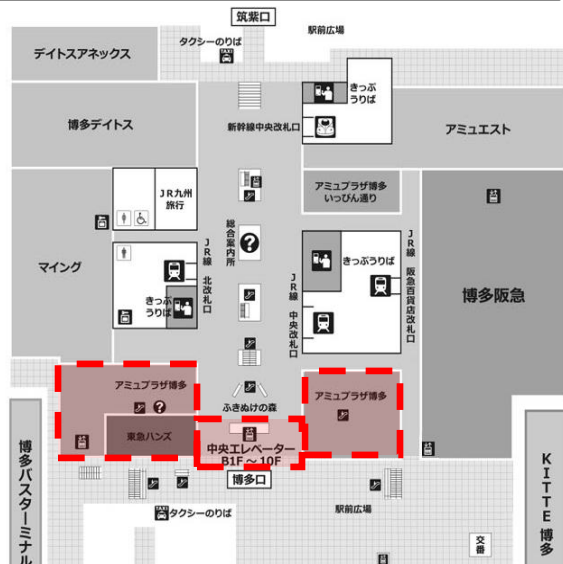 筑紫口
タクシーのりば
TAXI
駅前広場
デイトスアネックス
きっぷ
うりば
博多デイトス
新幹線中央改札口
アミュエスト
JR九州
旅行
アミュプラザ博多
いっぴん通り
総合案内所
?
JR線 北改札口
マイング
きっぷ
うりば
JR線 中央改札口
きっぷうりば
JR線 阪急百貨店改札口
博多阪急
アミュプラザ博多
?
東急ハンズ
ふきぬけの森
アミュプラザ博多
中央エレベーター
B1F~10F
博多口
博多バスターミナル
TAXI
タクシーのりば
駅前広場
交番
KITTE 博多